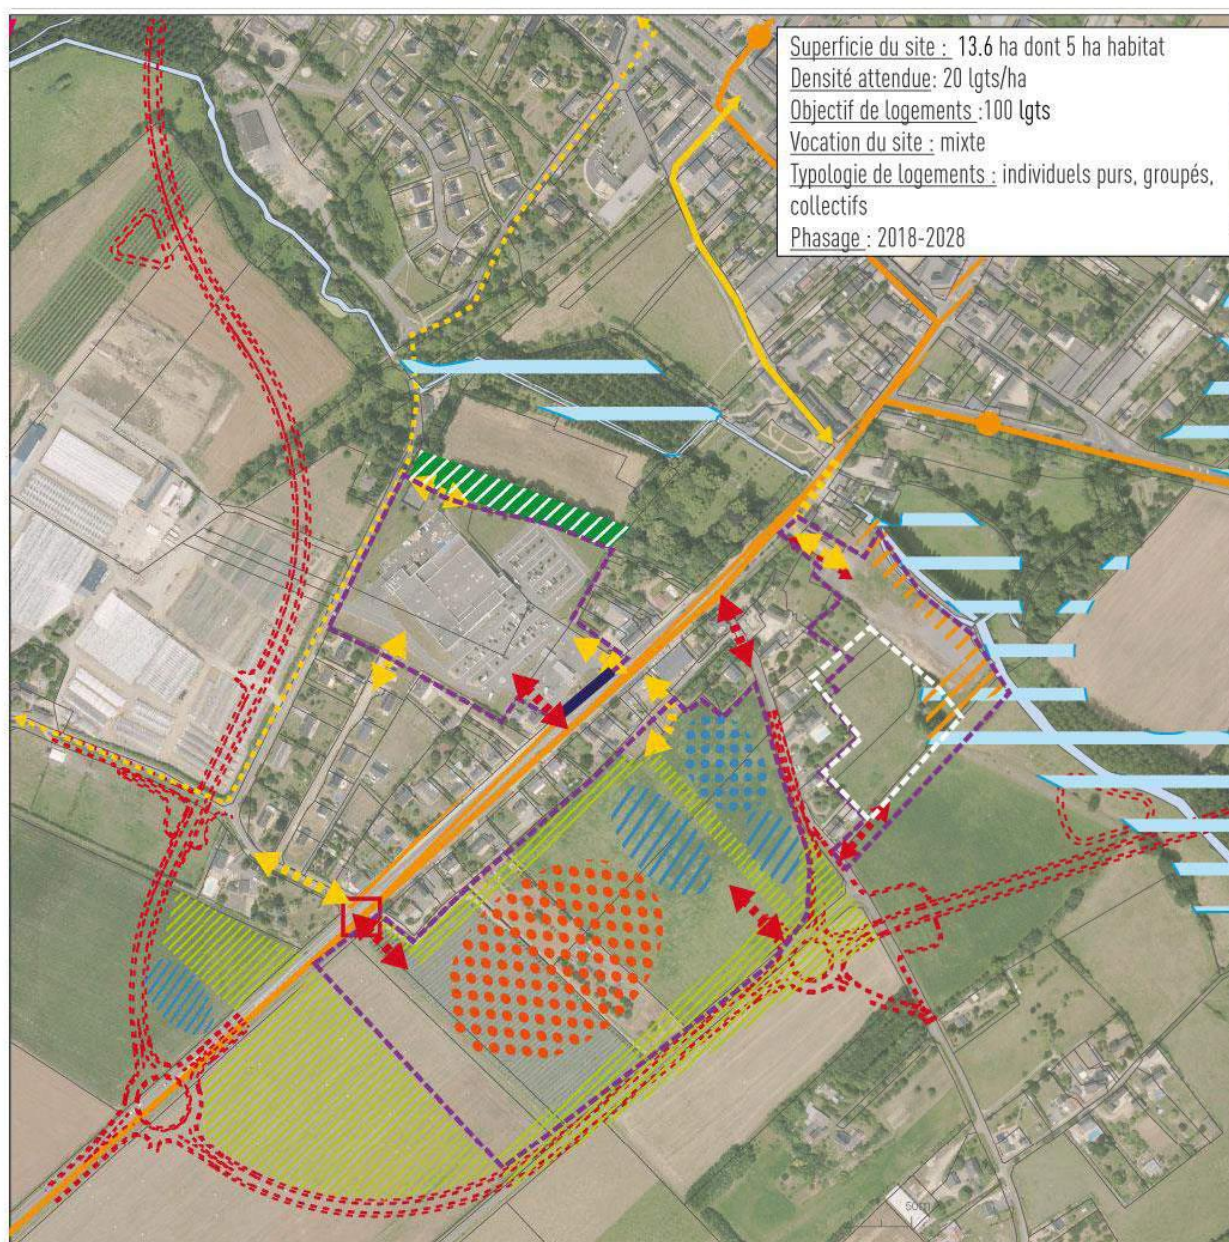 Superficie du site : 13.6 ha dont 5 ha habitat
Densité attendue: 20 lgts/ha
Objectif de logements :100 lgts
Vocation du site : mixte
Typologie de logements : individuels purs, groupés,
collectifs
Phasage : 2018-2028
50m